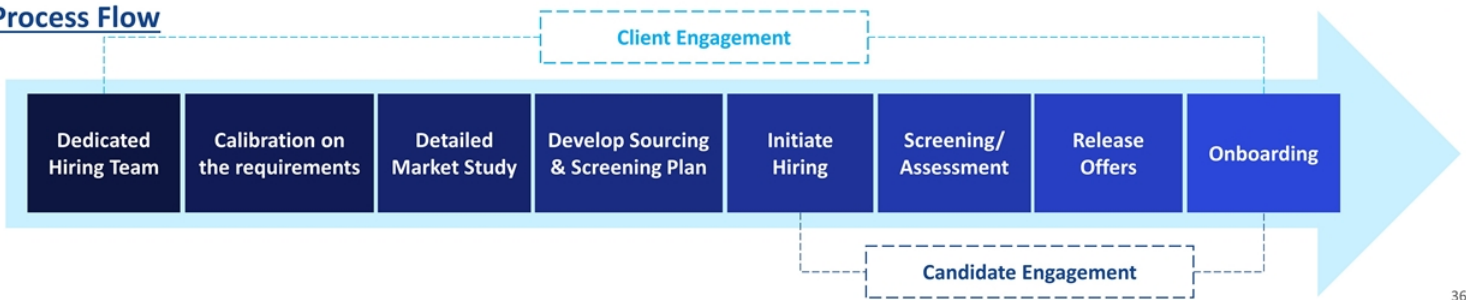 Process Flow
Client Engagement
Dedicated
Hiring Team
Calibration on
the requirements
Detailed
Market Study
Develop Sourcing
& Screening Plan
Initiate
Hiring
Screening/
Assessment
Release
Offers
Onboarding
Candidate Engagement
36